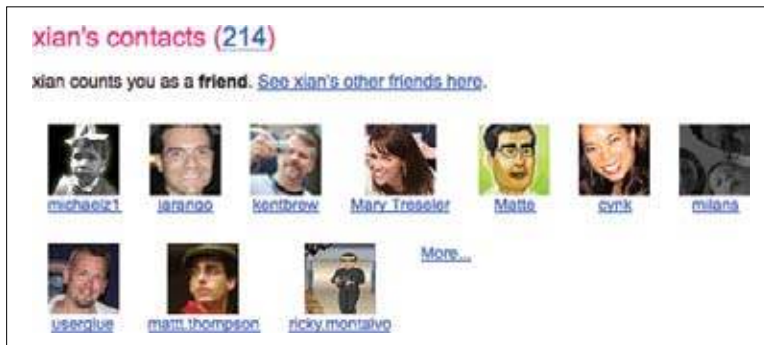 xian's contacts (214)
xian counts you as a friend. See xian's other friends here.
michaelz1 jarango kentbrew Mary Treseler Matte cynk milans
userglue mattt.thompson ricky.montalvo More...